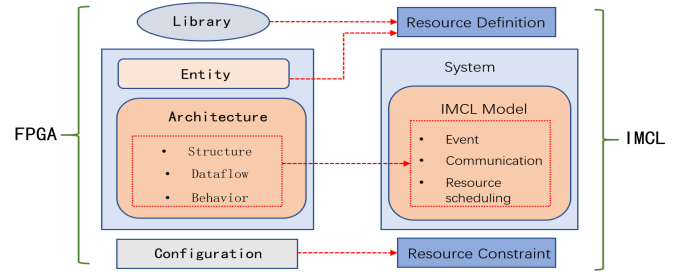 Library
Resource Definition
Entity
System
Architecture
IMCL Model
FPGA
IMCL
• Structure
• Dataflow
• Behavior
• Event
• Communication
• Resource
scheduling
Configuration
Resource Constraint